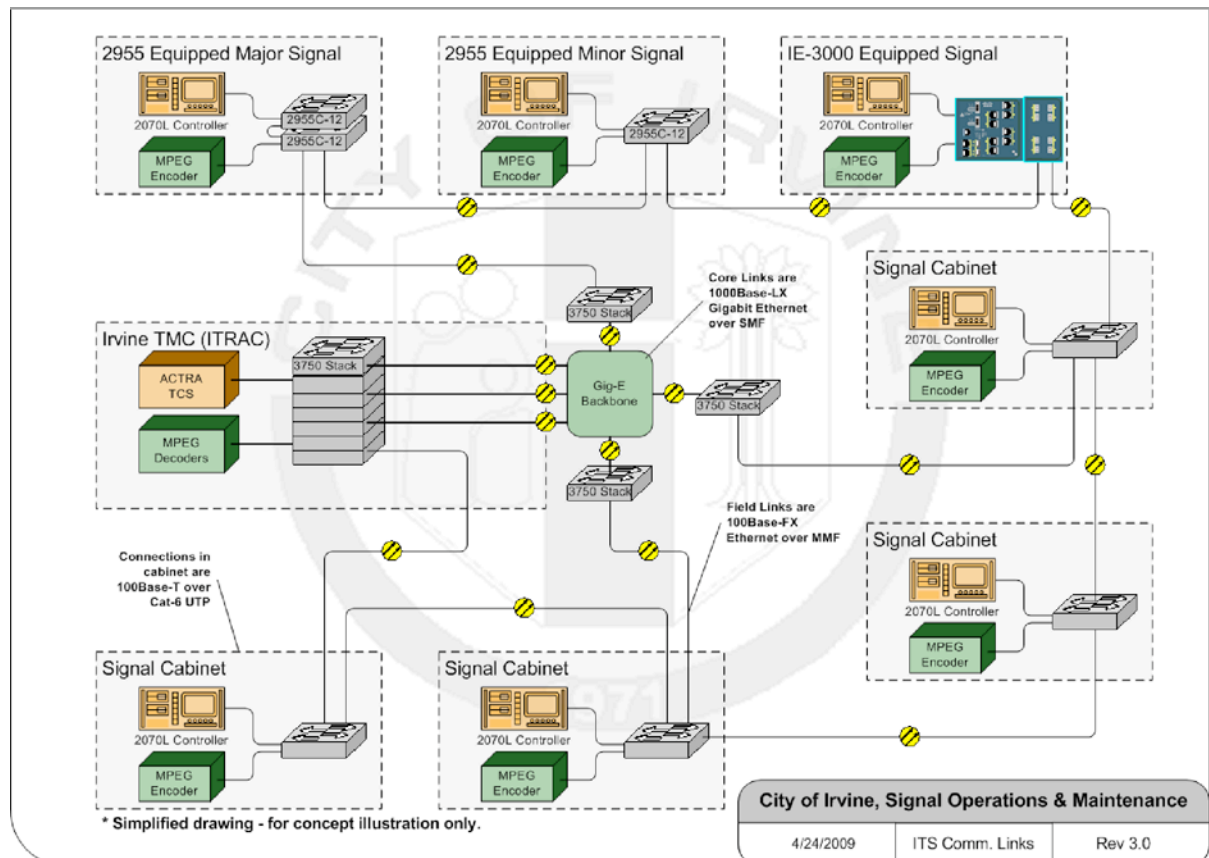 2955 Equipped Major Signal
2070L Controller
2955C-12
2955C-12
MPEG
Encoder
2955 Equipped Minor Signal
2070L Controller
2955C-12
MPEG
Encoder
IE-3000 Equipped Signal
2070L Controller
MPEG
Encoder
CITY OF IRVINE
1971
3750 Stack
Core Links are
1000Base-LX
Gigabit Ethernet
over SMF
Signal Cabinet
2070L Controller
MPEG
Encoder
Irvine TMC (ITRAC)
3750 Stack
ACTRA
TCS
MPEG
Decoders
Gig-E
Backbone
3750 Stack
3750 Stack
Field Links are
100Base-FX
Ethernet over MMF
Signal Cabinet
2070L Controller
MPEG
Encoder
Connections in
cabinet are
100Base-T over
Cat-6 UTP
Signal Cabinet
2070L Controller
MPEG
Encoder
Signal Cabinet
2070L Controller
MPEG
Encoder
* Simplified drawing - for concept illustration only.
City of Irvine, Signal Operations & Maintenance
4/24/2009 ITS Comm. Links Rev 3.0